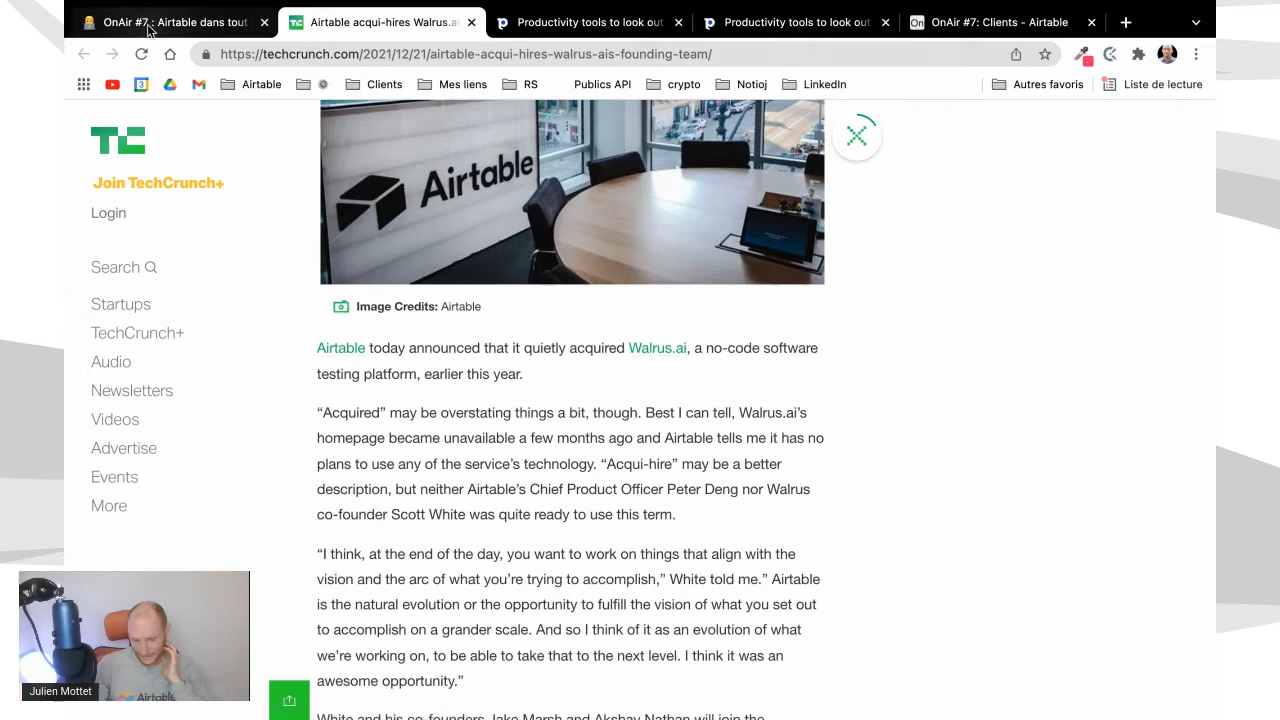 OnAir #7 : Airtable dans tout
Airtable acqui-hires Walrus.ai
Productivity tools to look out
Productivity tools to look out
OnAir #7: Clients - Airtable
https://techcrunch.com/2021/12/21/airtable-acqui-hires-walrus-ais-founding-team/
Airtable
Clients
Mes liens
RS
Publics API
crypto
Notioj
LinkedIn
Autres favoris
Liste de lecture
TC
Join TechCrunch+
Login
Search
Startups
TechCrunch+
Audio
Newsletters
Videos
Advertise
Events
More
Airtable
Image Credits: Airtable
Airtable today announced that it quietly acquired Walrus.ai, a no-code software
testing platform, earlier this year.
“Acquired” may be overstating things a bit, though. Best I can tell, Walrus.ai’s
homepage became unavailable a few months ago and Airtable tells me it has no
plans to use any of the service’s technology. “Acqui-hire” may be a better
description, but neither Airtable’s Chief Product Officer Peter Deng nor Walrus
co-founder Scott White was quite ready to use this term.
“I think, at the end of the day, you want to work on things that align with the
vision and the arc of what you’re trying to accomplish,” White told me.” Airtable
is the natural evolution or the opportunity to fulfill the vision of what you set out
to accomplish on a grander scale. And so I think of it as an evolution of what
we’re working on, to be able to take that to the next level. I think it was an
awesome opportunity.”
White and his co-founders Jake Marsh and Akshay Nathan will join the
Airtable
Julien Mottet